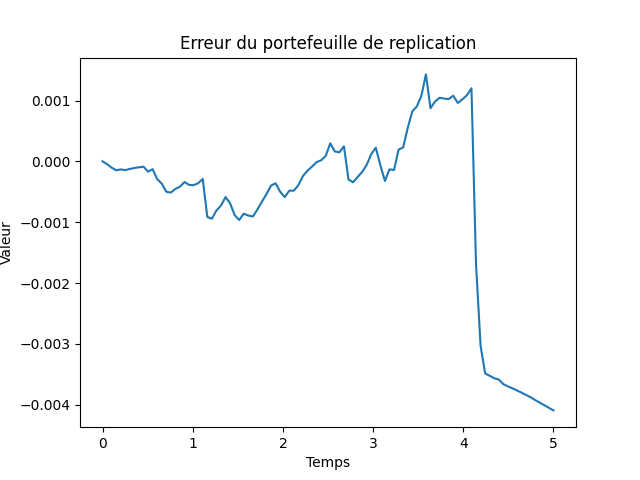 Erreur du portefeuille de replication
0.001
0.000
−0.001
−0.002
−0.003
−0.004
Valeur
0 1 2 3 4 5
Temps